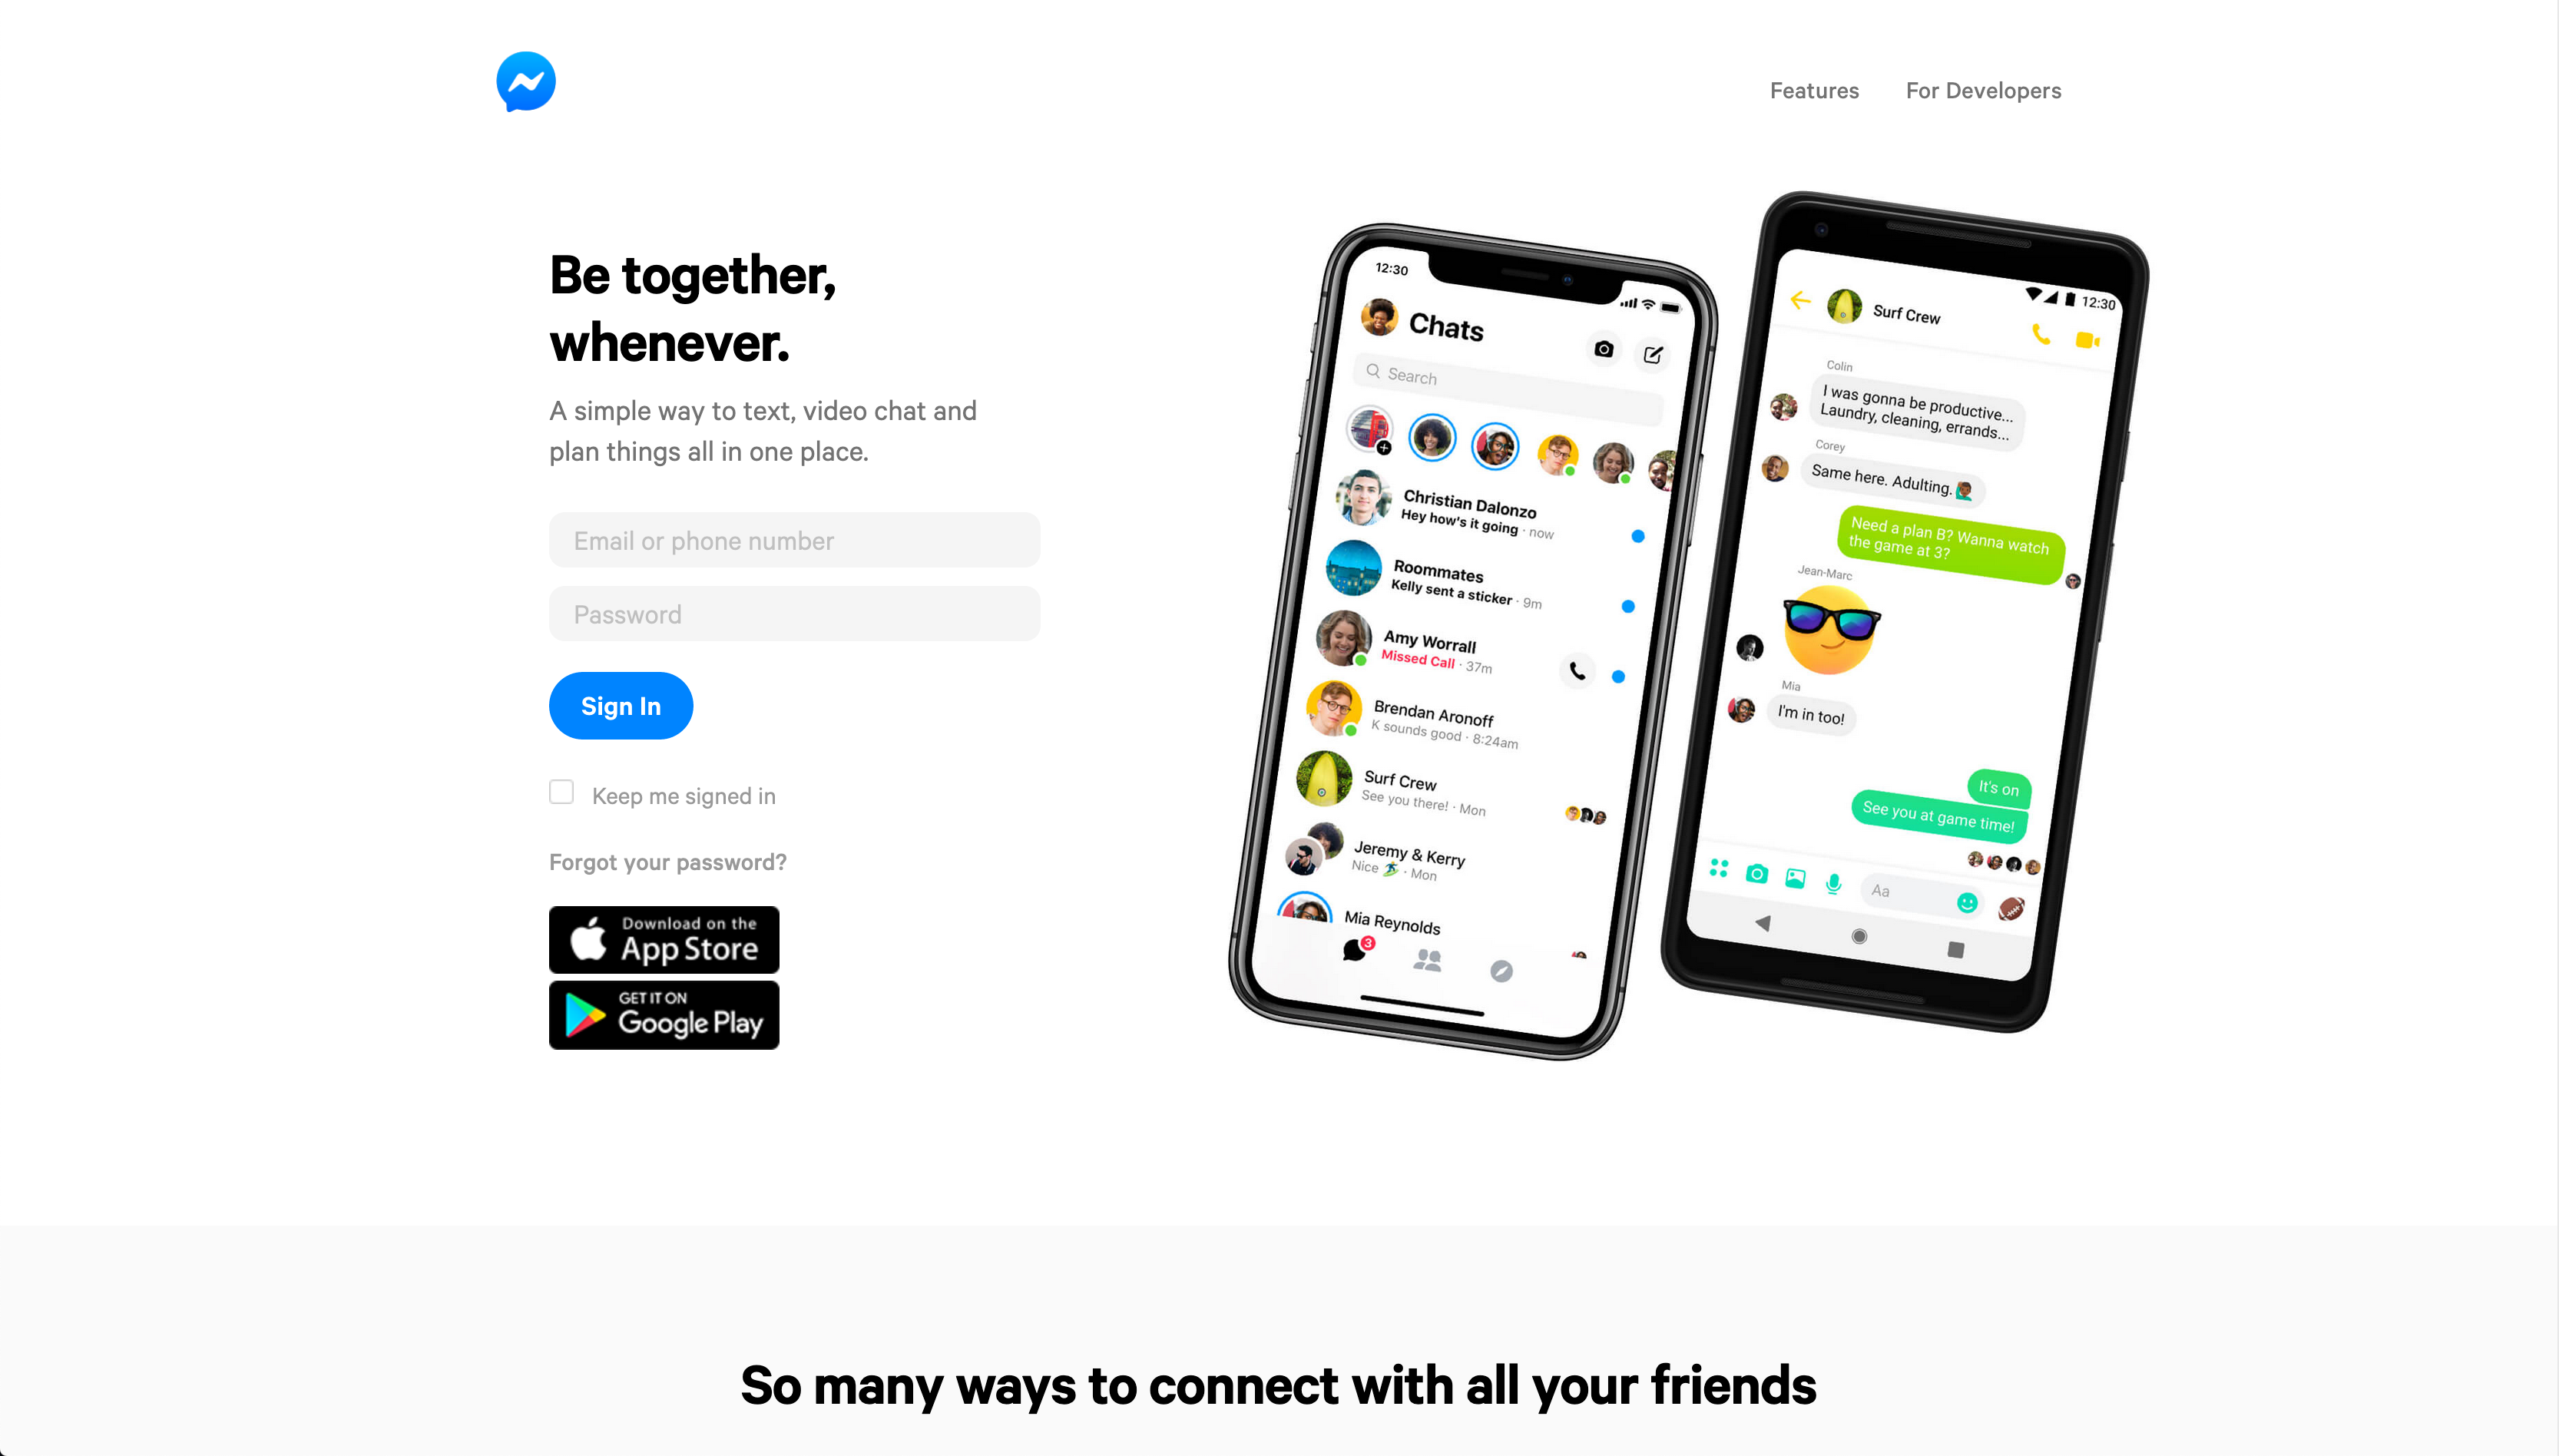 Features
For Developers
Be together,
whenever.
A simple way to text, video chat and
plan things all in one place.
Email or phone number
Password
Sign In
Keep me signed in
Forgot your password?
Download on the
App Store
GET IT ON
Google Play
12:30
Chats
Search
Christian Dalonzo
Hey how's it going · now
Roommates
Kelly sent a sticker · 9m
Amy Worrall
Missed Call · 37m
Brendan Aronoff
K sounds good · 8:24am
Surf Crew
See you there! · Mon
Jeremy & Kerry
Nice 🏄 · Mon
Mia Reynolds
3
12:30
Surf Crew
Colin
I was gonna be productive...
Laundry, cleaning, errands...
Corey
Same here. Adulting. 🙋🏾‍♂️
Need a plan B? Wanna watch
the game at 3?
Jean-Marc
Mia
I'm in too!
It's on
See you at game time!
Aa
So many ways to connect with all your friends